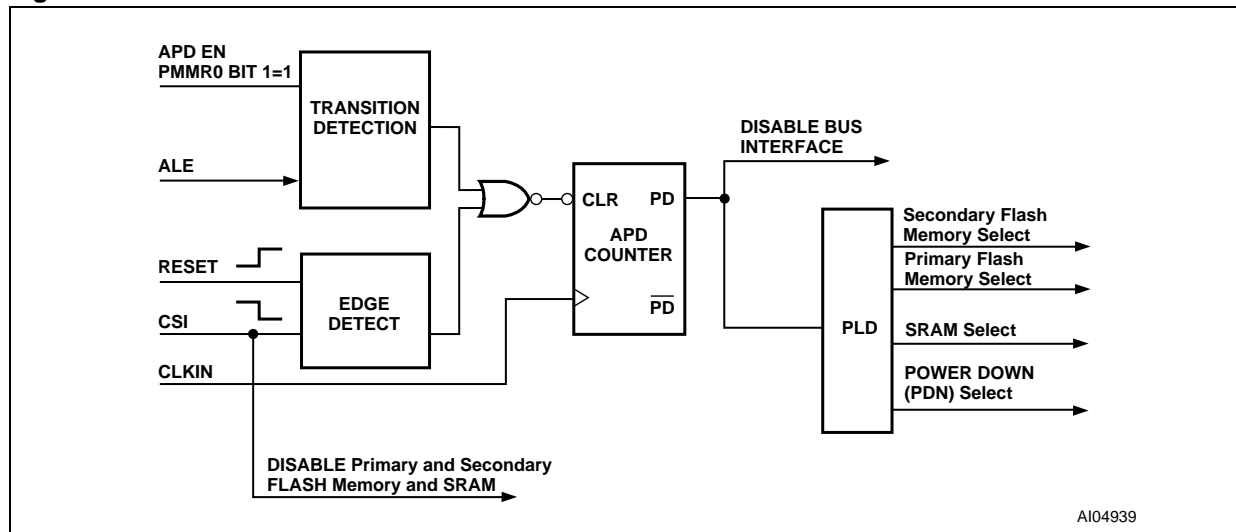 APD EN
PMMR0 BIT 1=1
TRANSITION
DETECTION
ALE
RESET
CSI
CLKIN
EDGE
DETECT
CLR
PD
APD
COUNTER
PD
DISABLE BUS
INTERFACE
PLD
Secondary Flash
Memory Select
Primary Flash
Memory Select
SRAM Select
POWER DOWN
(PDN) Select
DISABLE Primary and Secondary
FLASH Memory and SRAM
AI04939